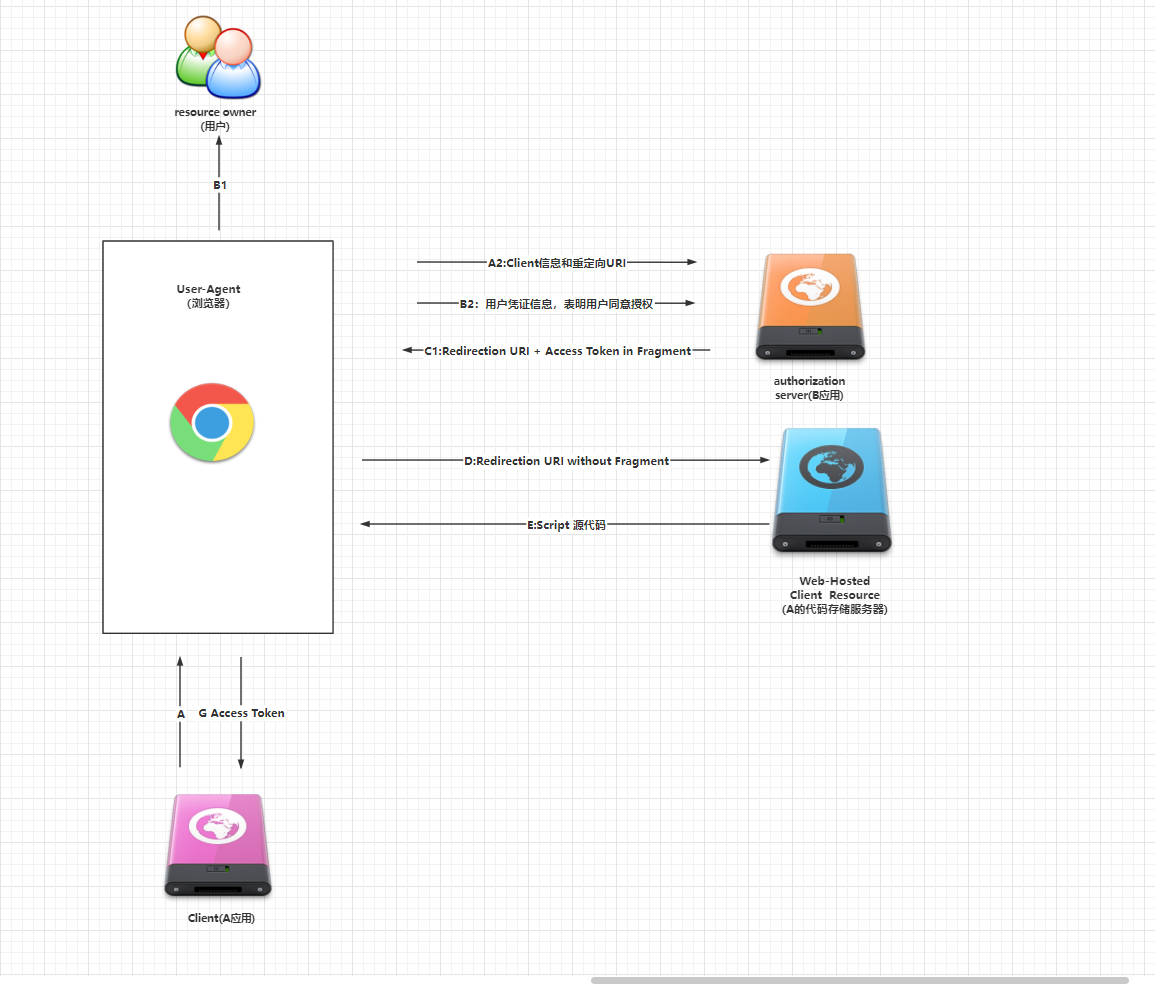 resource owner
(用户)
B1
User-Agent
(浏览器)
A2:Client信息和重定向URI
B2：用户凭证信息，表明用户同意授权
C1:Redirection URI + Access Token in Fragment
authorization
server(B应用)
D:Redirection URI without Fragment
E:Script 源代码
Web-Hosted
Client Resource
(A的代码存储服务器)
A
G Access Token
Client(A应用)